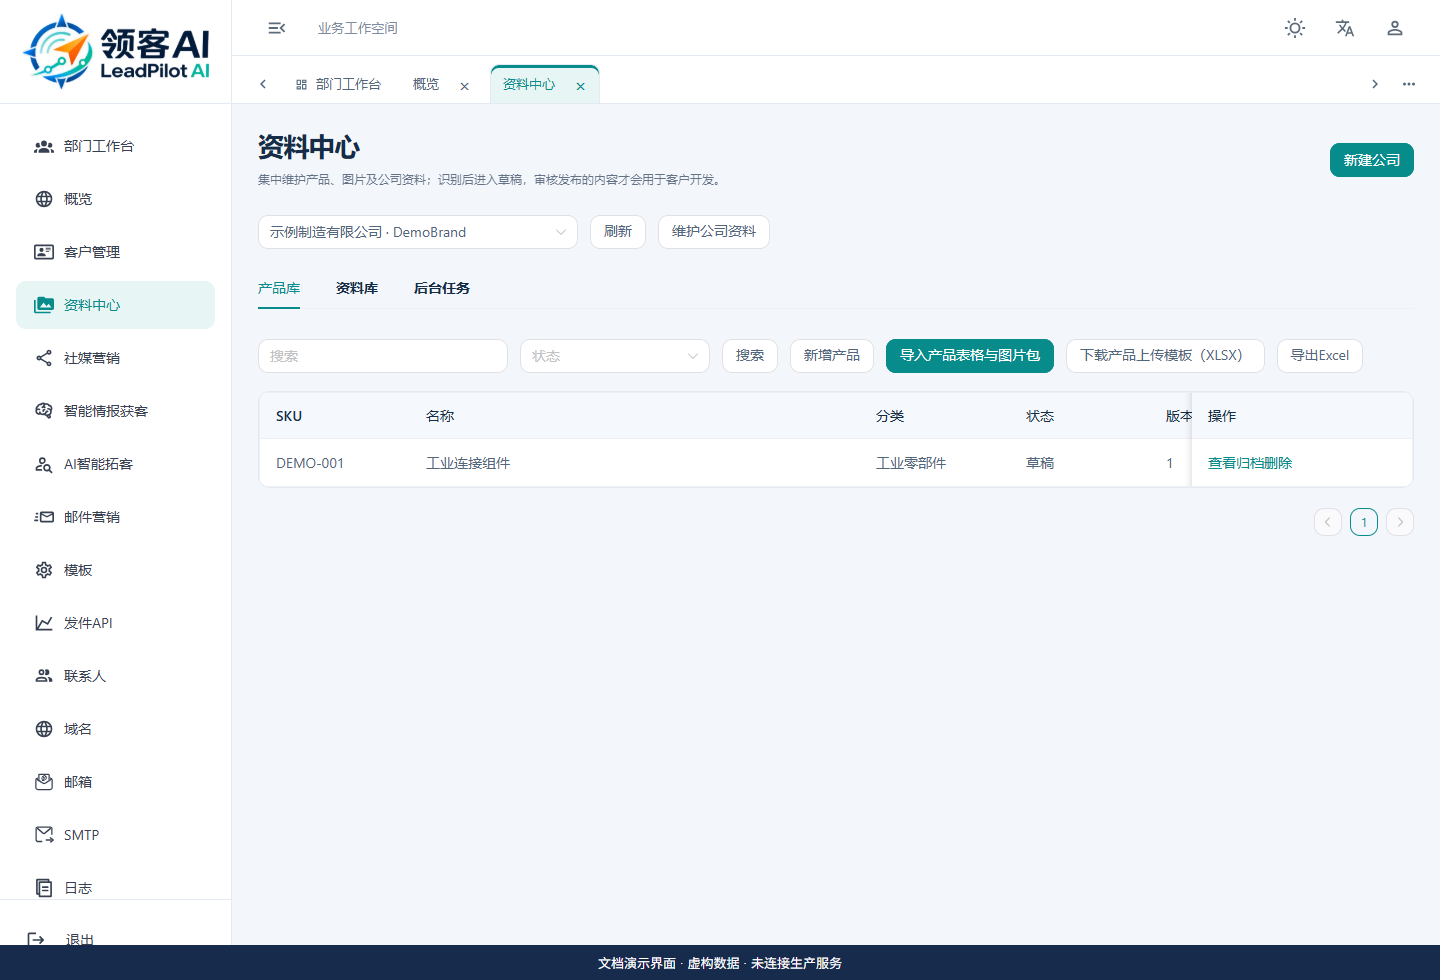 领客AI
LeadPilot AI
业务工作空间
部门工作台 概览 资料中心
部门工作台
概览
客户管理
资料中心
社媒营销
智能情报获客
AI智能拓客
邮件营销
模板
发件API
联系人
域名
邮箱
SMTP
日志
退出
资料中心
集中维护产品、图片及公司资料；识别后进入草稿，审核发布的内容才会用于客户开发。
新建公司
示例制造有限公司 · DemoBrand 刷新 维护公司资料
产品库 资料库 后台任务
搜索 状态 搜索 新增产品 导入产品表格与图片包 下载产品上传模板（XLSX） 导出Excel
SKU 名称 分类 状态 版本 操作
DEMO-001 工业连接组件 工业零部件 草稿 1 查看归档删除
1
文档演示界面 · 虚构数据 · 未连接生产服务